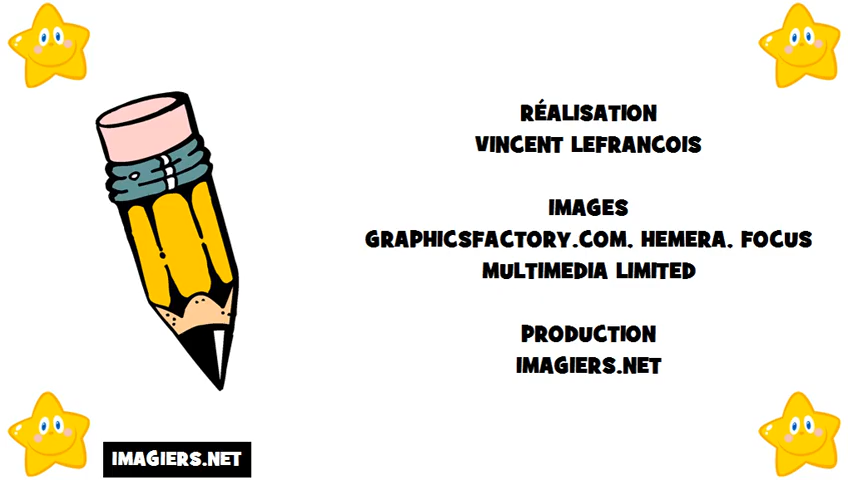 RÉALISATION
VINCENT LEFRANCOIS
IMAGES
GRAPHICSFACTORY.COM, HEMERA, FOCUS
MULTIMEDIA LIMITED
PRODUCTION
IMAGIERS.NET
IMAGIERS.NET